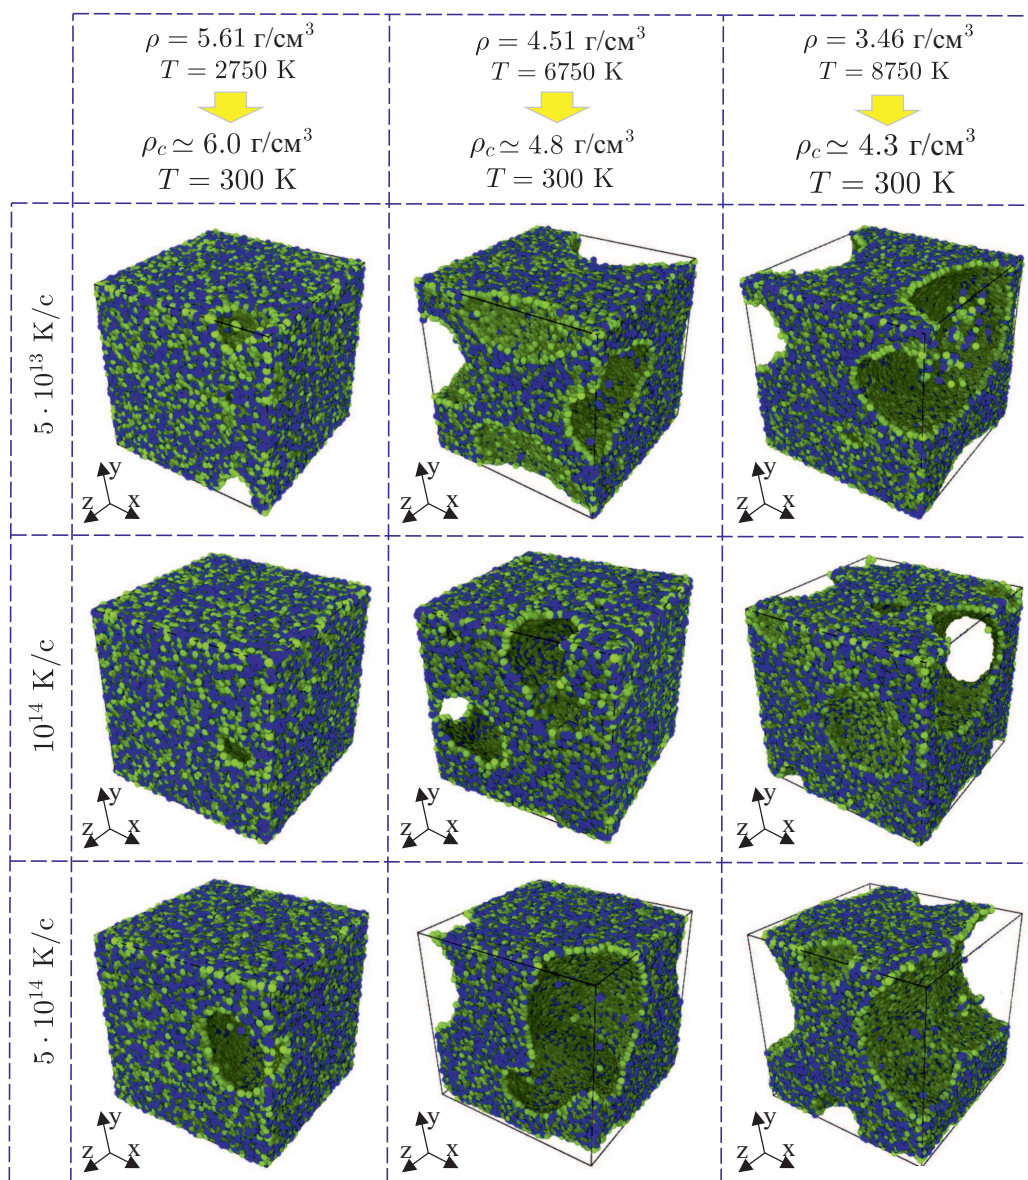 ρ = 5.61 г/см³
T = 2750 K
ρ_c ≃ 6.0 г/см³
T = 300 K
ρ = 4.51 г/см³
T = 6750 K
ρ_c ≃ 4.8 г/см³
T = 300 K
ρ = 3.46 г/см³
T = 8750 K
ρ_c ≃ 4.3 г/см³
T = 300 K
5 · 10¹³ K/c
y
z x
y
z x
y
z x
10¹⁴ K/c
y
z x
y
z x
y
z x
5 · 10¹⁴ K/c
y
z x
y
z x
y
z x